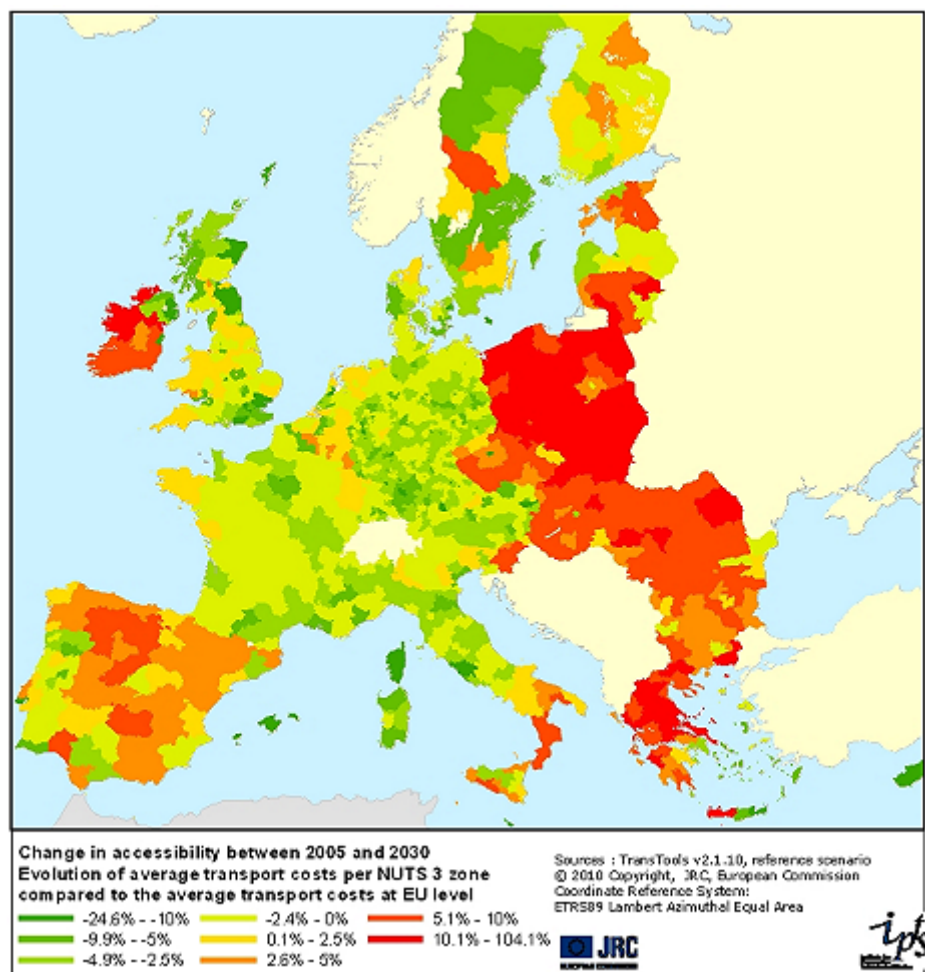 Change in accessibility between 2005 and 2030
Evolution of average transport costs per NUTS 3 zone
compared to the average transport costs at EU level
-24.6% - -10%
-9.9% - -5%
-4.9% - -2.5%
-2.4% - 0%
0.1% - 2.5%
2.6% - 5%
5.1% - 10%
10.1% - 104.1%
Sources : TransTools v2.1.10, reference scenario
© 2010 Copyright, JRC, European Commission
Coordinate Reference System:
ETRS89 Lambert Azimuthal Equal Area
JRC
EUROPEAN COMMISSION